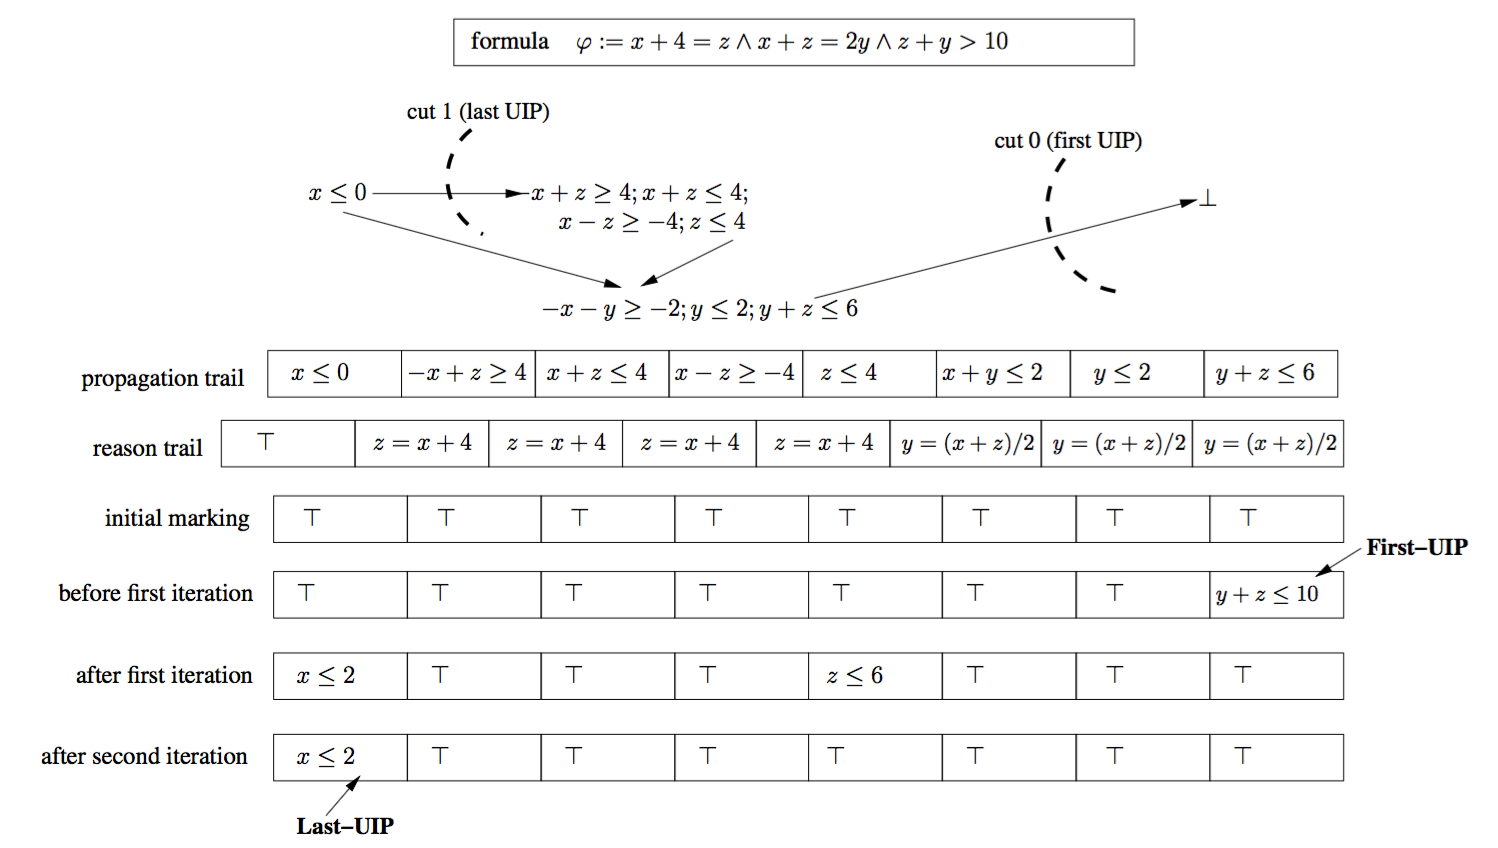 formula φ := x + 4 = z ∧ x + z = 2y ∧ z + y > 10
cut 1 (last UIP)
cut 0 (first UIP)
x ≤ 0
−x + z ≥ 4; x + z ≤ 4;
x − z ≥ −4; z ≤ 4
⊥
−x − y ≥ −2; y ≤ 2; y + z ≤ 6
propagation trail x ≤ 0 −x + z ≥ 4 x + z ≤ 4 x − z ≥ −4 z ≤ 4 x + y ≤ 2 y ≤ 2 y + z ≤ 6
reason trail ⊤ z = x + 4 z = x + 4 z = x + 4 z = x + 4 y = (x + z)/2 y = (x + z)/2 y = (x + z)/2
initial marking ⊤ ⊤ ⊤ ⊤ ⊤ ⊤ ⊤ ⊤
First−UIP
before first iteration ⊤ ⊤ ⊤ ⊤ ⊤ ⊤ ⊤ y + z ≤ 10
after first iteration x ≤ 2 ⊤ ⊤ ⊤ z ≤ 6 ⊤ ⊤ ⊤
after second iteration x ≤ 2 ⊤ ⊤ ⊤ ⊤ ⊤ ⊤ ⊤
Last−UIP